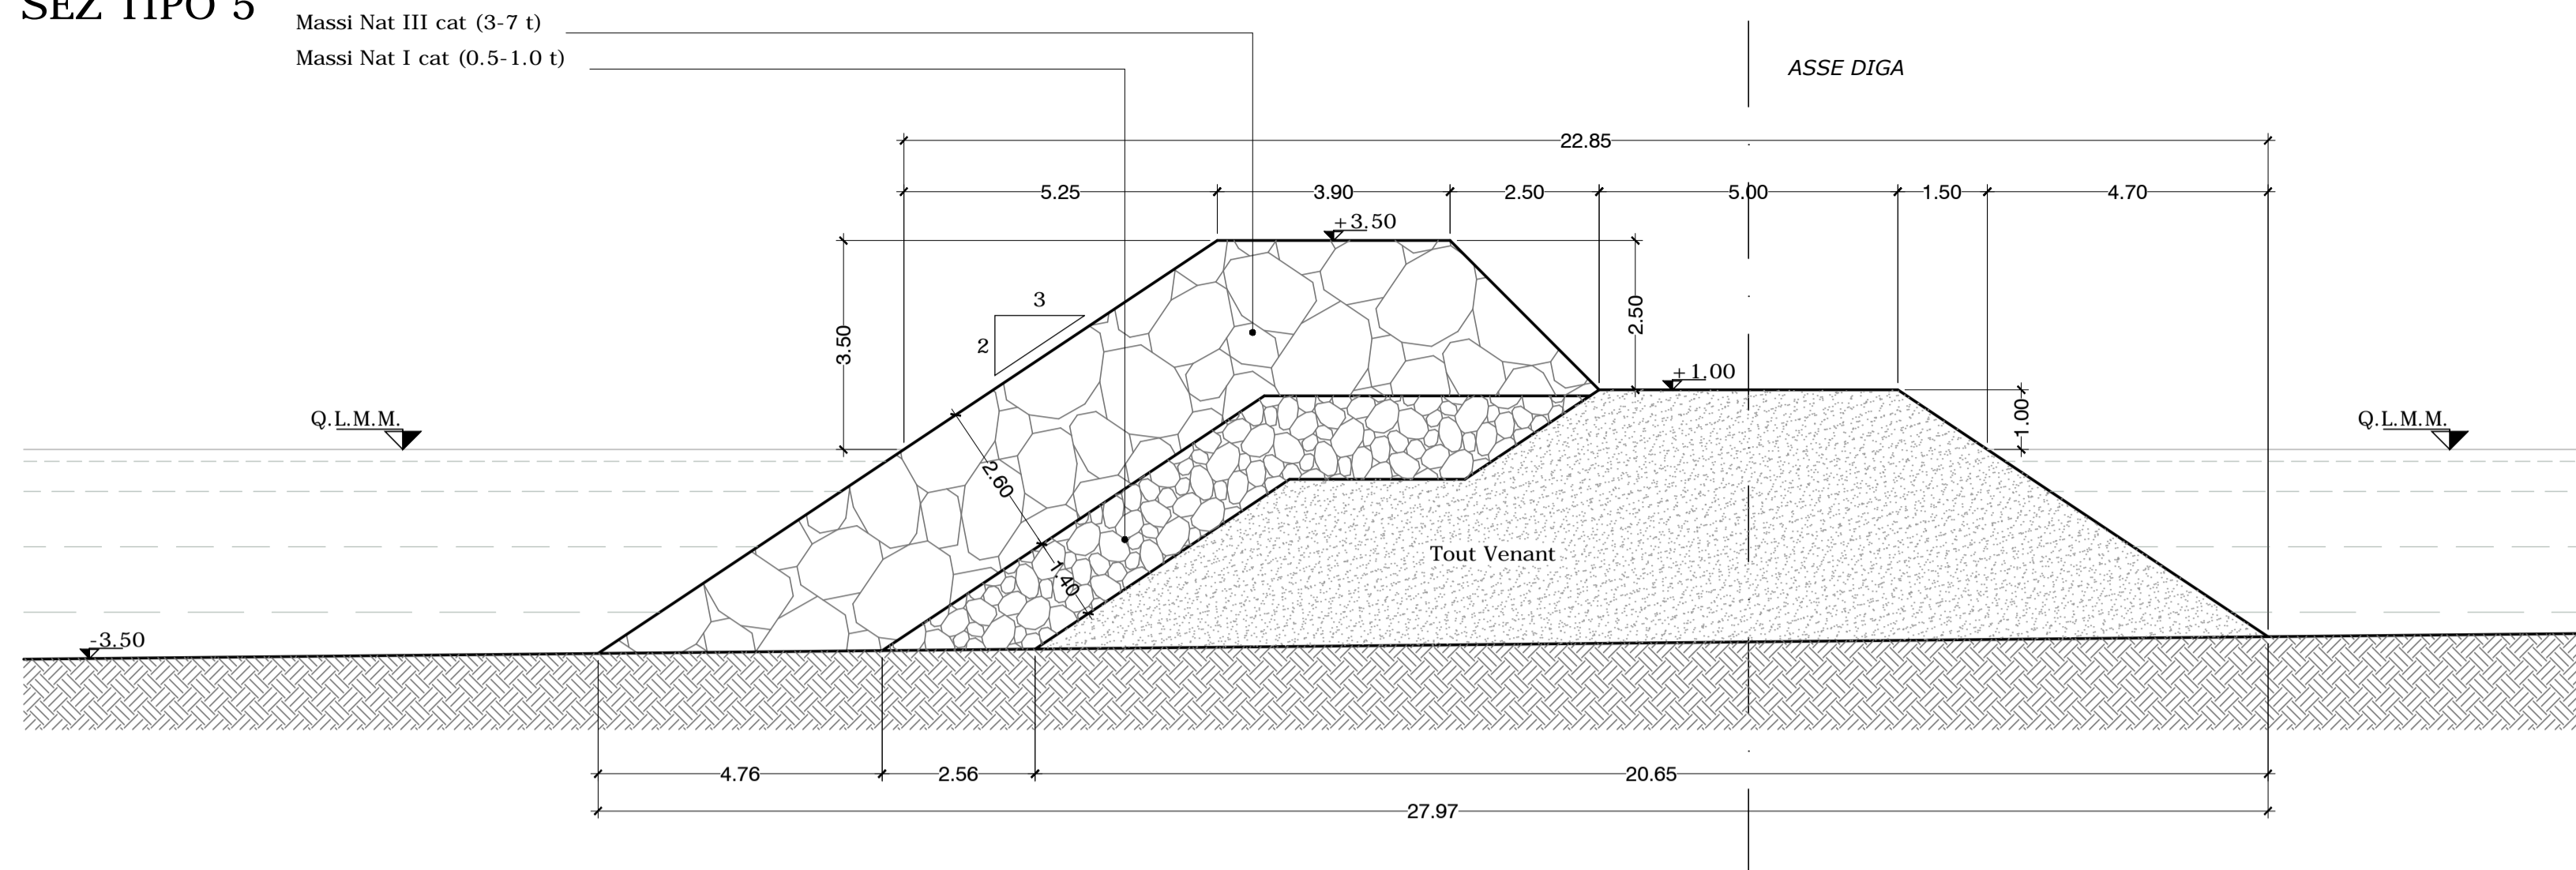 SEZ TIPO 5
Massi Nat III cat (3-7 t)
Massi Nat I cat (0.5-1.0 t)
ASSE DIGA
22.85
5.25 3.90 2.50 5.00 1.50 4.70
+3.50
3
2
3.50
2.50
+1.00
1.00
Q.L.M.M.
Q.L.M.M.
2.60
1.40
Tout Venant
-3.50
4.76 2.56 20.65
27.97